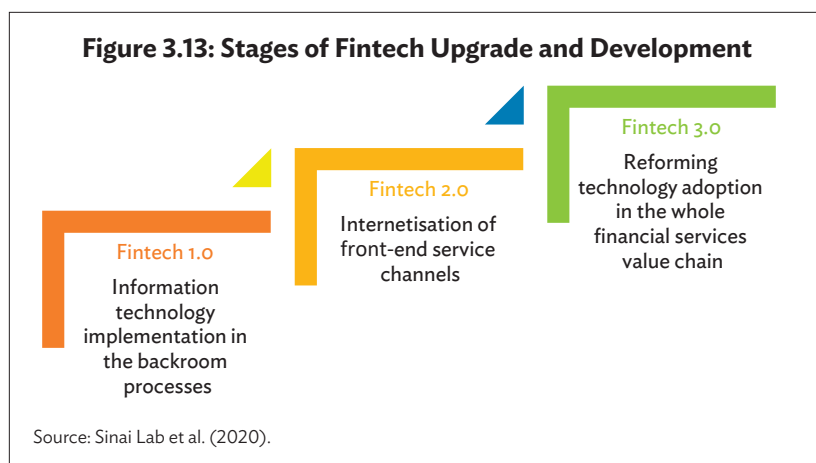 Figure 3.13: Stages of Fintech Upgrade and Development
Fintech 1.0
Information
technology
implementation in
the backroom
processes
Fintech 2.0
Internetisation of
front-end service
channels
Fintech 3.0
Reforming
technology adoption
in the whole
financial services
value chain
Source: Sinai Lab et al. (2020).